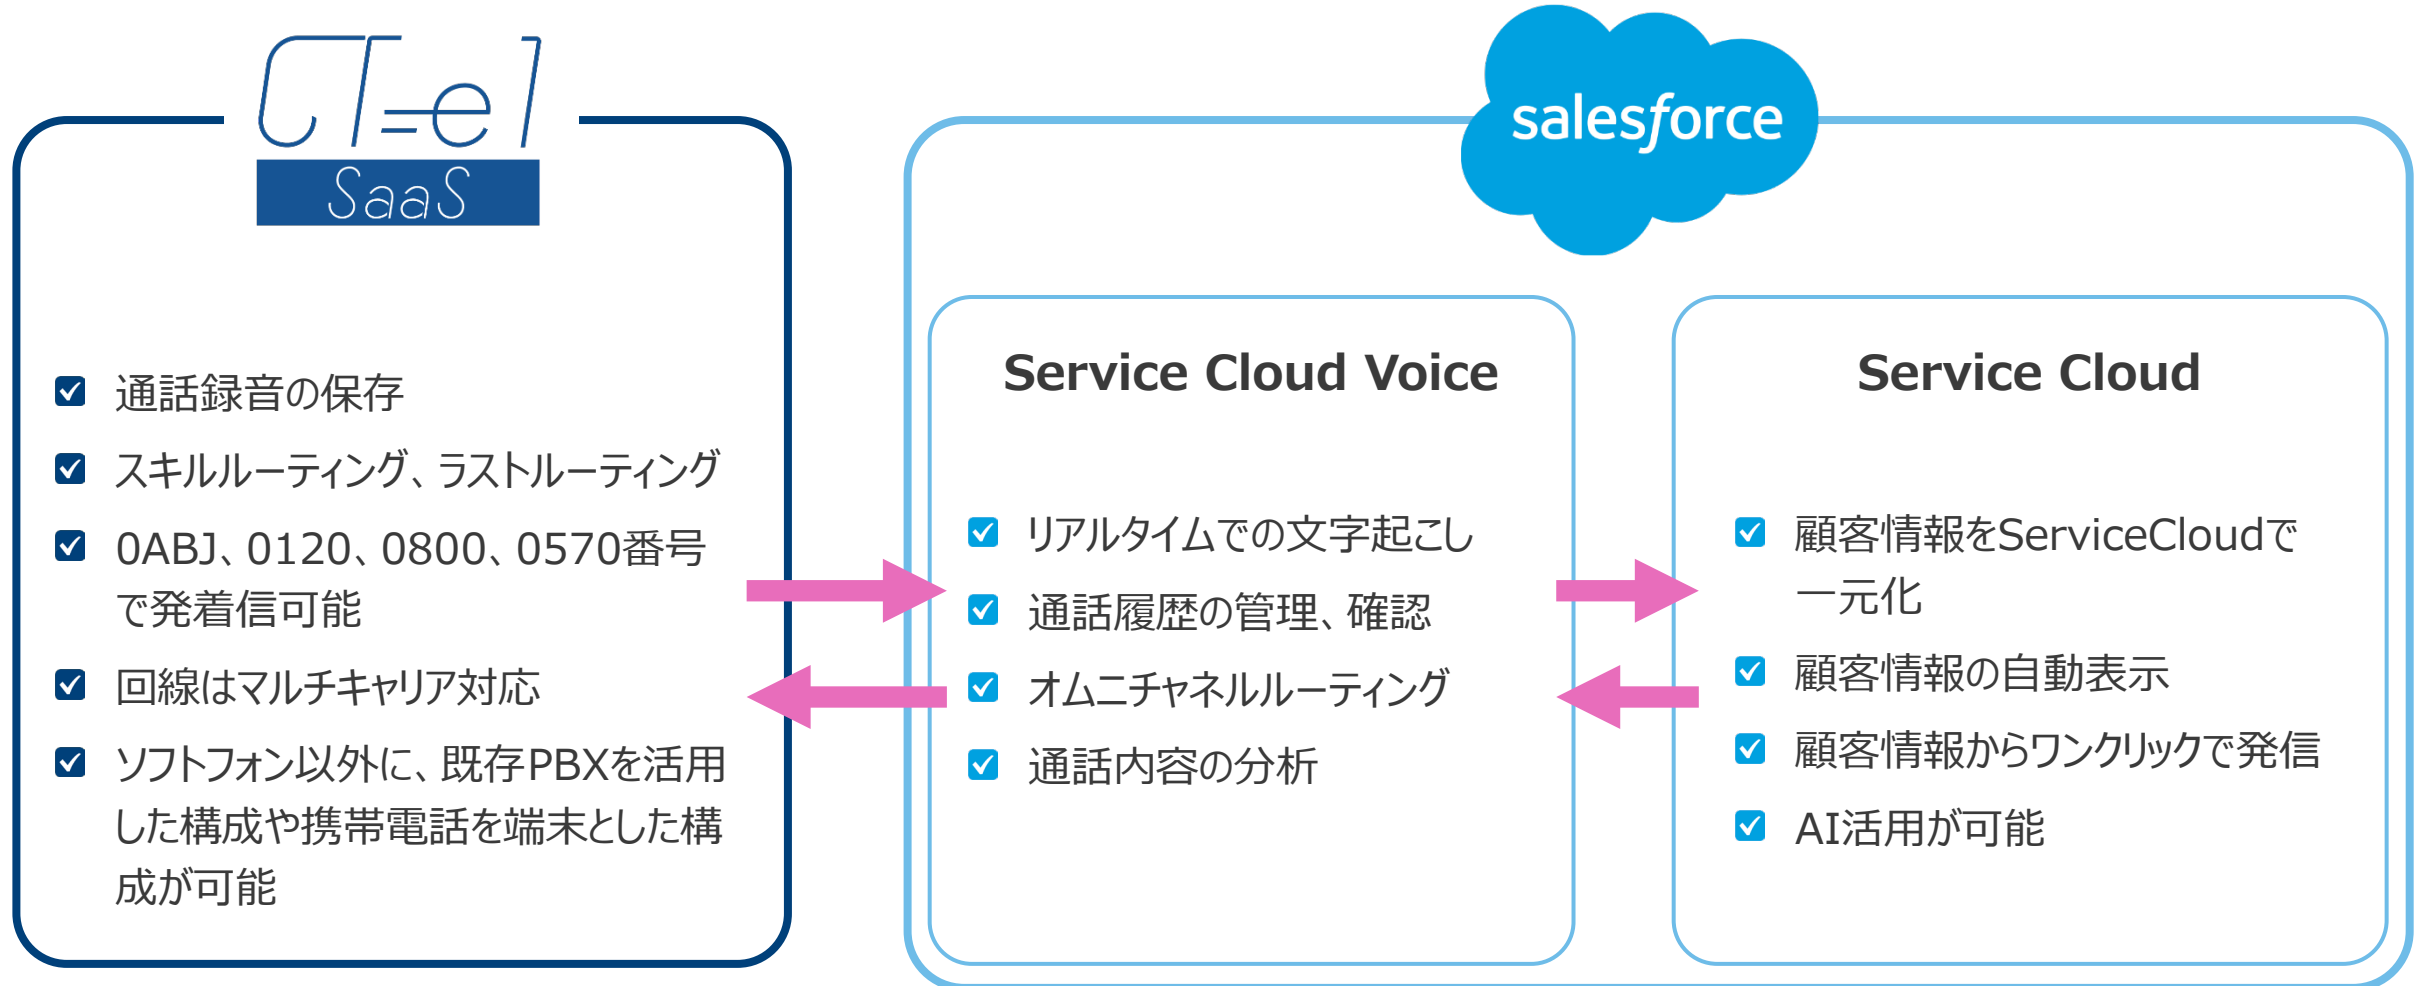 CT=e1
SaaS
通話録音の保存
スキルルーティング、ラストルーティング
0ABJ、0120、0800、0570番号
で発着信可能
回線はマルチキャリア対応
ソフトフォン以外に、既存PBXを活用
した構成や携帯電話を端末とした構
成が可能
salesforce
Service Cloud Voice
リアルタイムでの文字起こし
通話履歴の管理、確認
オムニチャネルルーティング
通話内容の分析
Service Cloud
顧客情報をServiceCloudで
一元化
顧客情報の自動表示
顧客情報からワンクリックで発信
AI活用が可能